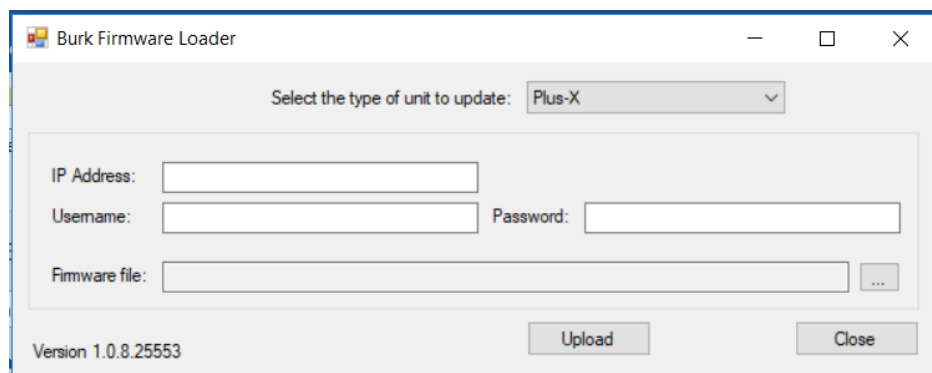 Burk Firmware Loader
Select the type of unit to update: Plus-X
IP Address:
Username: Password:
Firmware file: ...
Upload Close
Version 1.0.8.25553